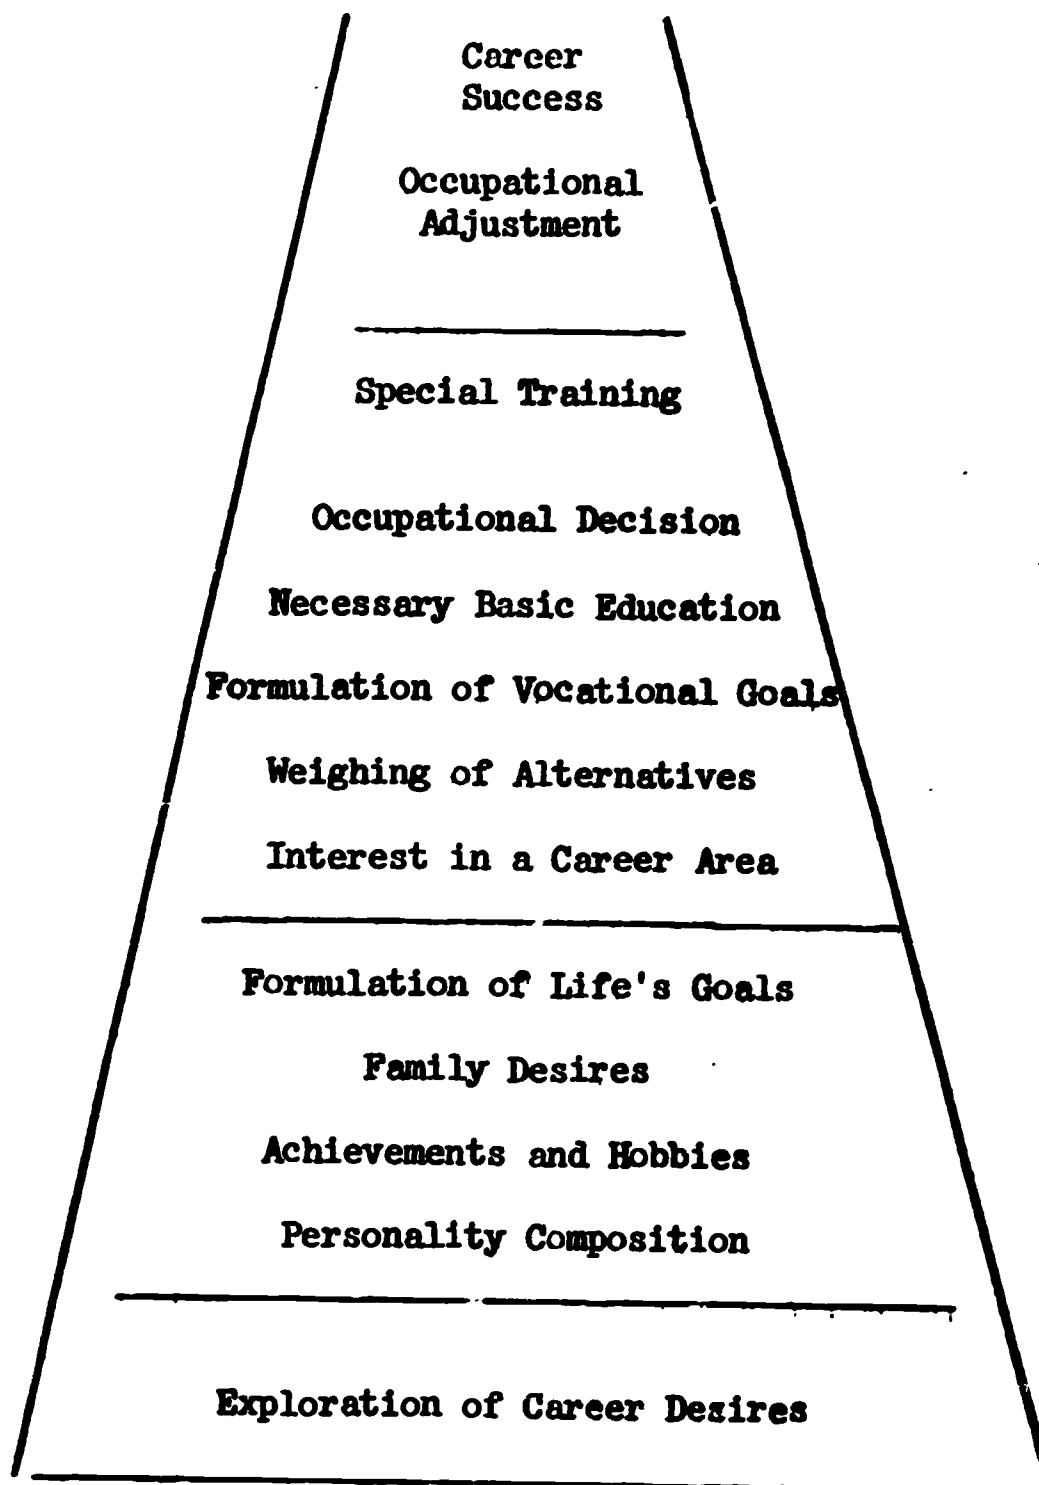 Career
Success
Occupational
Adjustment
Special Training
Occupational Decision
Necessary Basic Education
Formulation of Vocational Goals
Weighing of Alternatives
Interest in a Career Area
Formulation of Life's Goals
Family Desires
Achievements and Hobbies
Personality Composition
Exploration of Career Desires